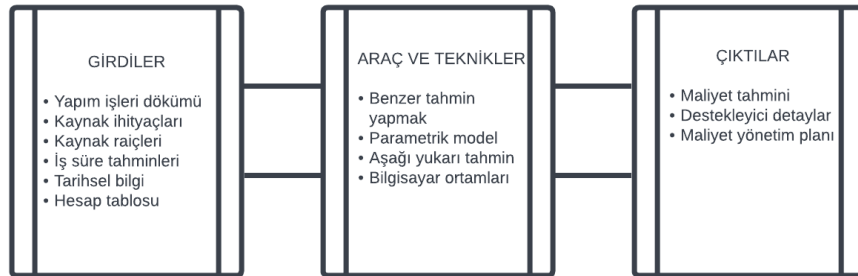 GİRDİLER
• Yapım işleri dökümü
• Kaynak ihityaçları
• Kaynak raiçleri
• İş süre tahminleri
• Tarihsel bilgi
• Hesap tablosu
ARAÇ VE TEKNİKLER
• Benzer tahmin
yapmak
• Parametrik model
• Aşağı yukarı tahmin
• Bilgisayar ortamları
ÇIKTILAR
• Maliyet tahmini
• Destekleyici detaylar
• Maliyet yönetim planı